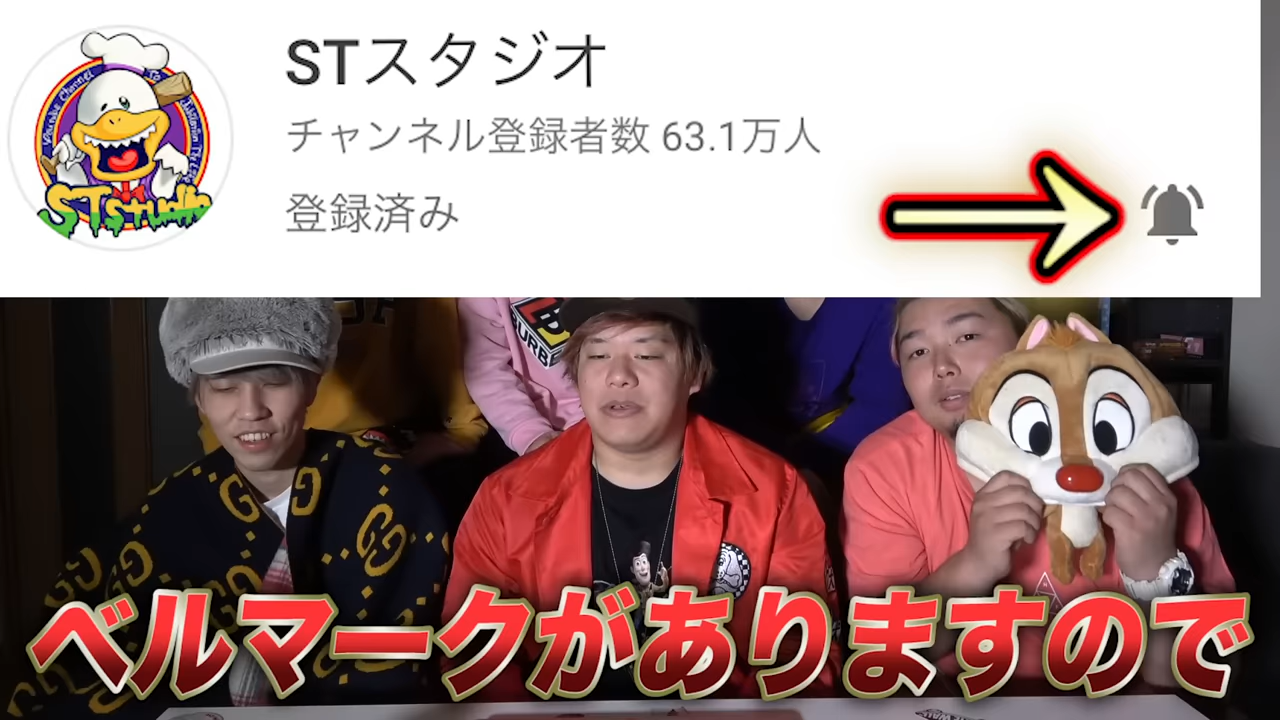 STスタジオ
チャンネル登録者数 63.1万人
登録済み
STstudio
ベルマークがありますので